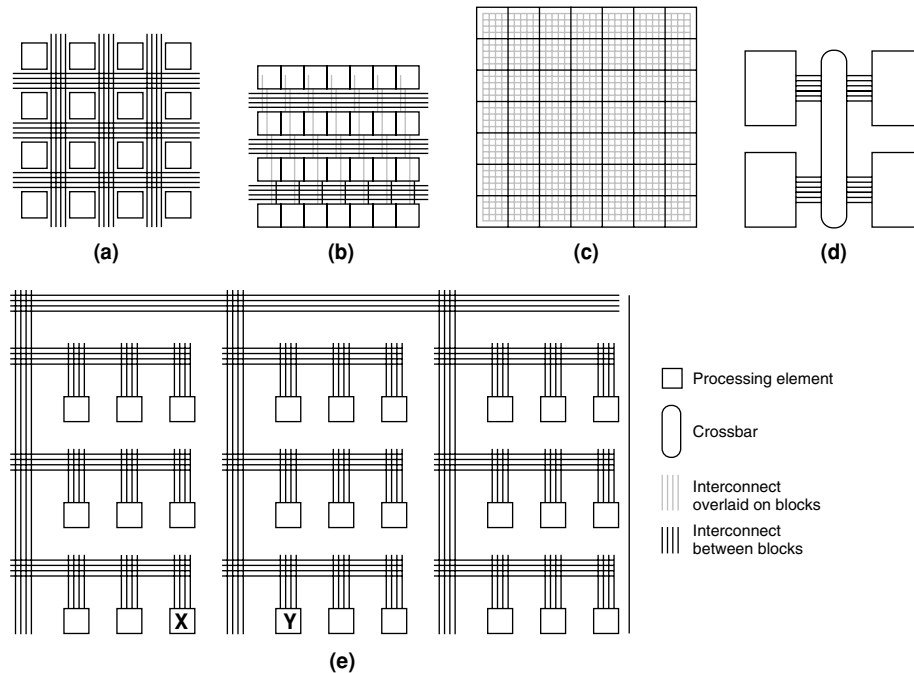 (a)
(b)
(c)
(d)
Processing element
Crossbar
Interconnect
overlaid on blocks
Interconnect
between blocks
X
Y
(e)